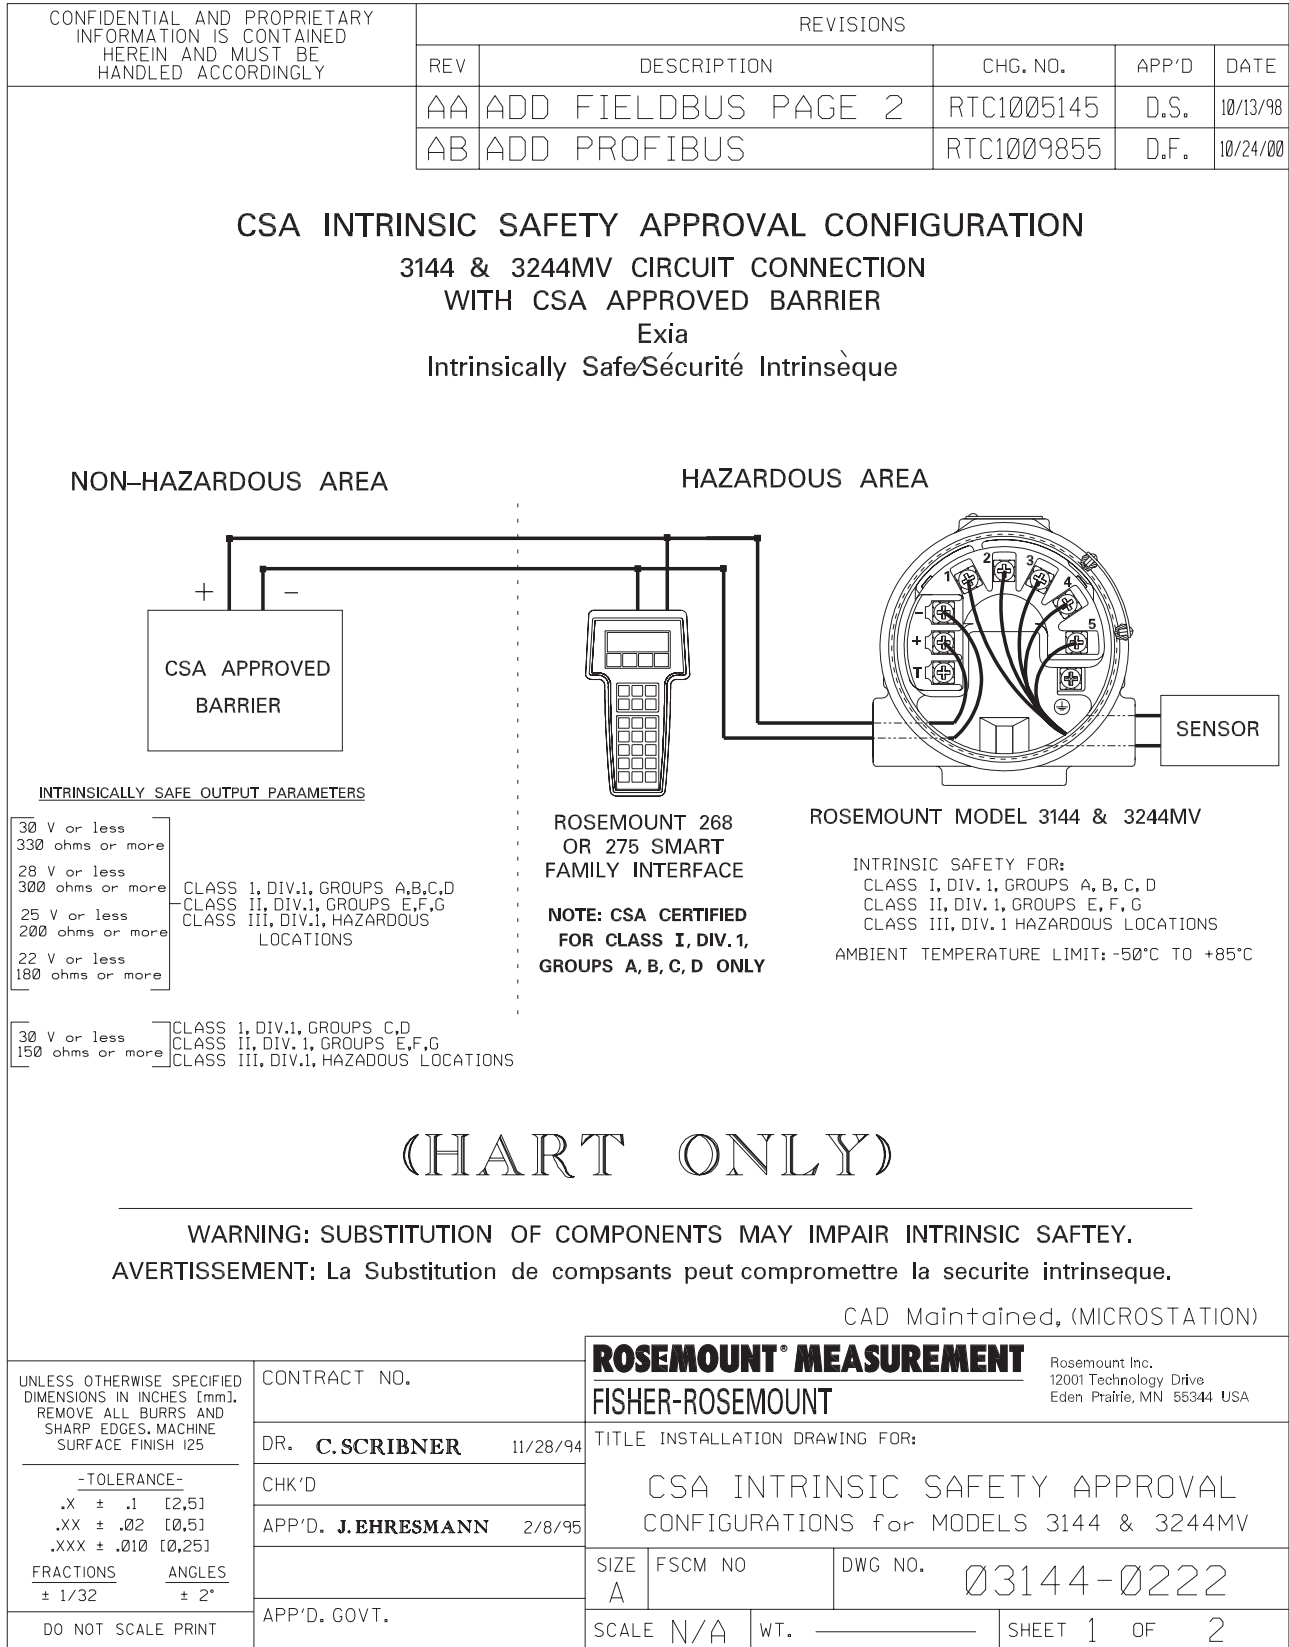 CONFIDENTIAL AND PROPRIETARY
INFORMATION IS CONTAINED
HEREIN AND MUST BE
HANDLED ACCORDINGLY
REVISIONS
REV DESCRIPTION CHG. NO. APP'D DATE
AA ADD FIELDBUS PAGE 2 RTC1005145 D.S. 10/13/98
AB ADD PROFIBUS RTC1009855 D.F. 10/24/00
CSA INTRINSIC SAFETY APPROVAL CONFIGURATION
3144 & 3244MV CIRCUIT CONNECTION
WITH CSA APPROVED BARRIER
Exia
Intrinsically Safe/Sécurité Intrinsèque
NON-HAZARDOUS AREA
HAZARDOUS AREA
+ -
CSA APPROVED
BARRIER
1 2 3 4 5
-
+
T
SENSOR
INTRINSICALLY SAFE OUTPUT PARAMETERS
30 V or less
330 ohms or more
28 V or less
300 ohms or more
25 V or less
200 ohms or more
22 V or less
180 ohms or more
CLASS 1, DIV.1, GROUPS A,B,C,D
CLASS II, DIV.1, GROUPS E,F,G
CLASS III, DIV.1, HAZARDOUS
LOCATIONS
30 V or less
150 ohms or more
CLASS 1, DIV.1, GROUPS C,D
CLASS II, DIV. 1, GROUPS E,F,G
CLASS III, DIV.1, HAZADOUS LOCATIONS
ROSEMOUNT 268
OR 275 SMART
FAMILY INTERFACE
NOTE: CSA CERTIFIED
FOR CLASS I, DIV. 1,
GROUPS A, B, C, D ONLY
ROSEMOUNT MODEL 3144 & 3244MV
INTRINSIC SAFETY FOR:
CLASS I, DIV. 1, GROUPS A, B, C, D
CLASS II, DIV. 1, GROUPS E, F, G
CLASS III, DIV. 1 HAZARDOUS LOCATIONS
AMBIENT TEMPERATURE LIMIT: -50°C TO +85°C
(HART ONLY)
WARNING: SUBSTITUTION OF COMPONENTS MAY IMPAIR INTRINSIC SAFTEY.
AVERTISSEMENT: La Substitution de compsants peut compromettre la securite intrinseque.
CAD Maintained, (MICROSTATION)
UNLESS OTHERWISE SPECIFIED
DIMENSIONS IN INCHES [mm].
REMOVE ALL BURRS AND
SHARP EDGES. MACHINE
SURFACE FINISH 125
-TOLERANCE-
.X ± .1 [2,5]
.XX ± .02 [0,5]
.XXX ± .010 [0,25]
FRACTIONS ANGLES
± 1/32 ± 2°
DO NOT SCALE PRINT
CONTRACT NO.
DR. C. SCRIBNER 11/28/94
CHK'D
APP'D. J. EHRESMANN 2/8/95
APP'D. GOVT.
ROSEMOUNT® MEASUREMENT
FISHER-ROSEMOUNT
Rosemount Inc.
12001 Technology Drive
Eden Prairie, MN 55344 USA
TITLE INSTALLATION DRAWING FOR:
CSA INTRINSIC SAFETY APPROVAL
CONFIGURATIONS for MODELS 3144 & 3244MV
SIZE A FSCM NO DWG NO. 03144-0222
SCALE N/A WT. SHEET 1 OF 2